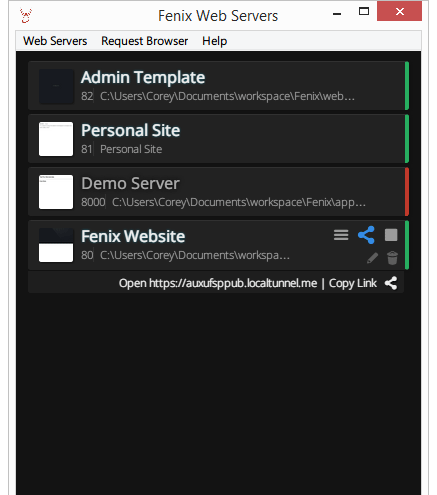 Fenix Web Servers
Web Servers Request Browser Help
Admin Template
82 C:\Users\Corey\Documents\workspace\Fenix\web...
Personal Site
81 Personal Site
Demo Server
8000 C:\Users\Corey\Documents\workspace\Fenix\app...
Fenix Website
80 C:\Users\Corey\Documents\workspa...
Open https://auxufsppub.localtunnel.me | Copy Link